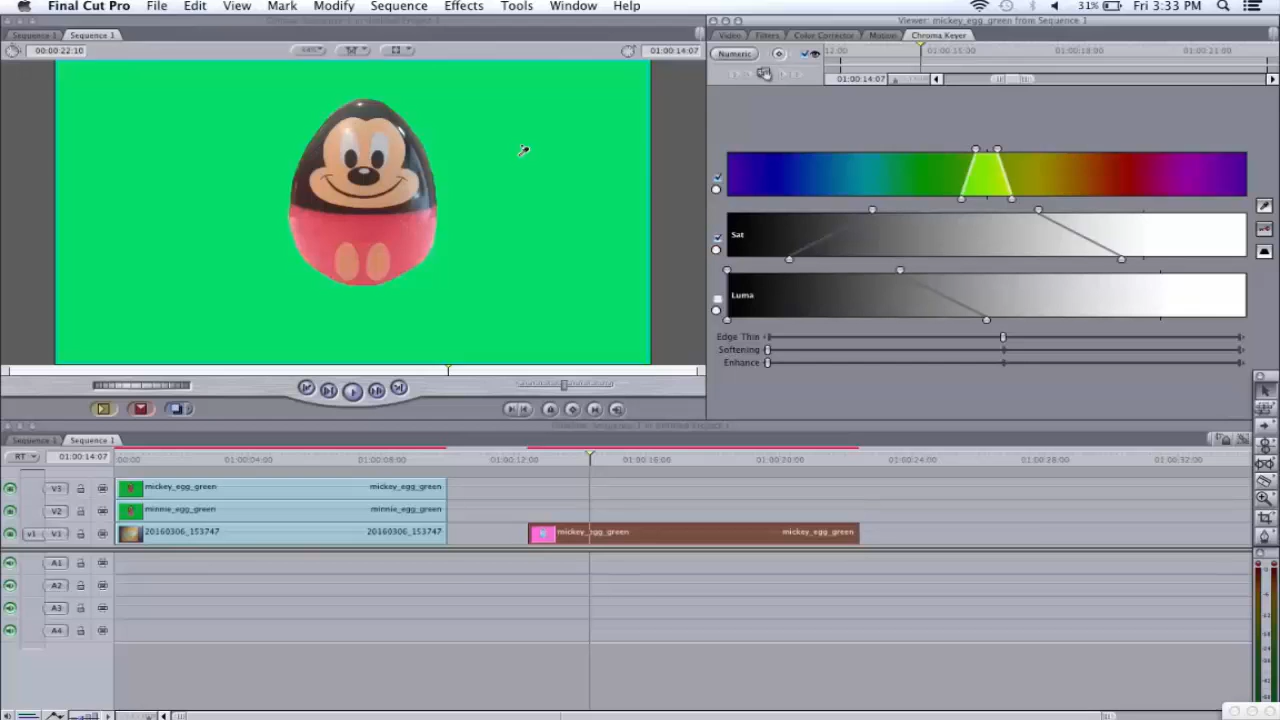 Final Cut Pro File Edit View Mark Modify Sequence Effects Tools Window Help 31% Fri 3:33 PM
Viewer: mickey_egg_green from Sequence 1
Sequence 1 Sequence 1
Video Filters Color Corrector Motion Chroma Keyer
00:00:22:10 01:00:14:07
Numeric 01:00:15:00 01:00:18:00 01:00:21:00
01:00:14:07
Sat
Luma
Edge Thin
Softening
Enhance
Sequence 1 Sequence 1
RT 01:00:14:07 00:00 01:00:04:00 01:00:08:00 01:00:12:00 01:00:16:00 01:00:20:00 01:00:24:00 01:00:28:00 01:00:32:00
V3 mickey_egg_green mickey_egg_green
V2 minnie_egg_green minnie_egg_green
v1 V1 20160306_153747 20160306_153747 mickey_egg_green mickey_egg_green
A1
A2
A3
A4